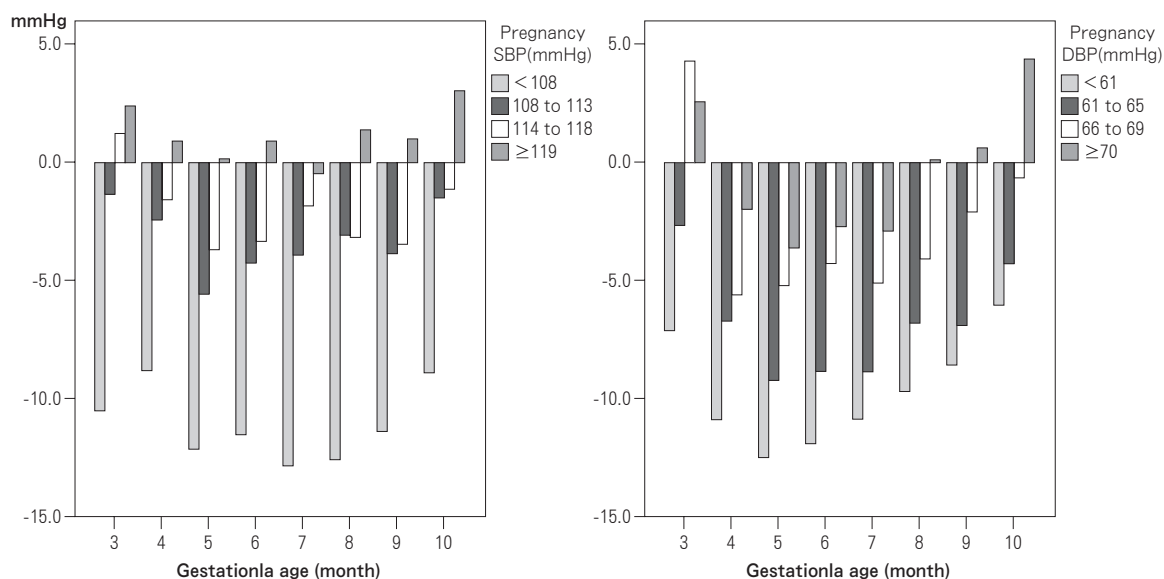 mmHg
5.0
0.0
-5.0
-10.0
-15.0
3 4 5 6 7 8 9 10
Gestationla age (month)
Pregnancy
SBP(mmHg)
<108
108 to 113
114 to 118
≥119
5.0
0.0
-5.0
-10.0
-15.0
3 4 5 6 7 8 9 10
Gestationla age (month)
Pregnancy
DBP(mmHg)
<61
61 to 65
66 to 69
≥70